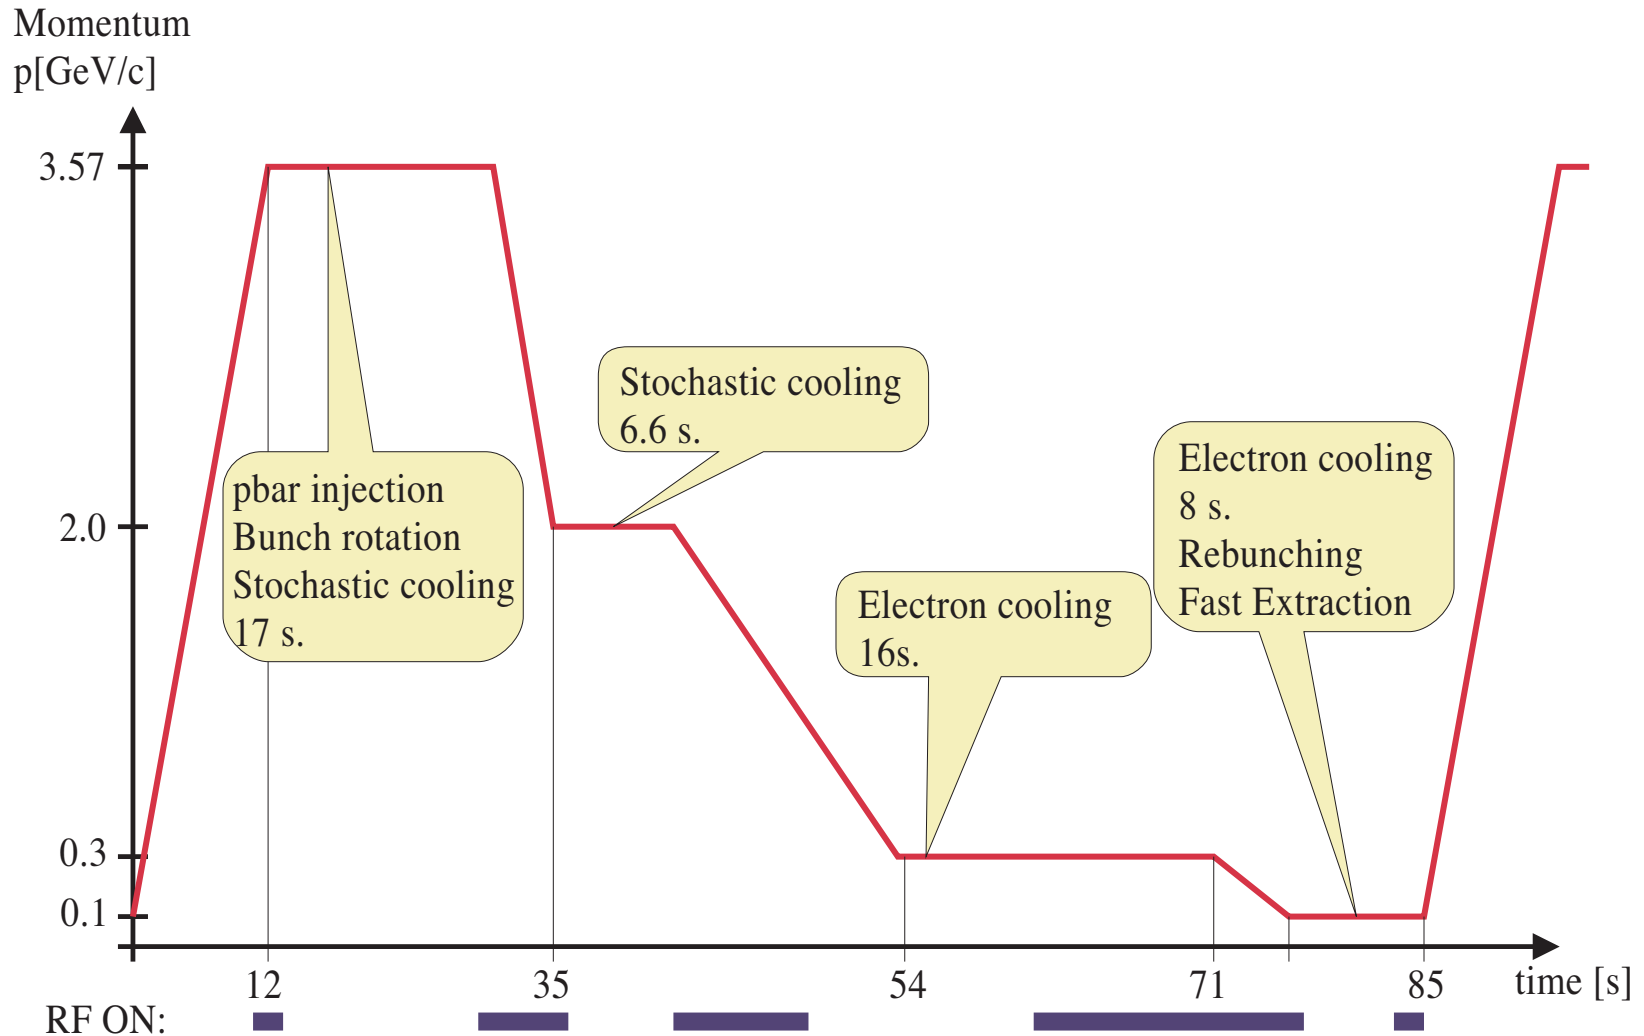 Momentum
p[GeV/c]
3.57
2.0
0.3
0.1
pbar injection
Bunch rotation
Stochastic cooling
17 s.
Stochastic cooling
6.6 s.
Electron cooling
16s.
Electron cooling
8 s.
Rebunching
Fast Extraction
12
35
54
71
85
time [s]
RF ON: